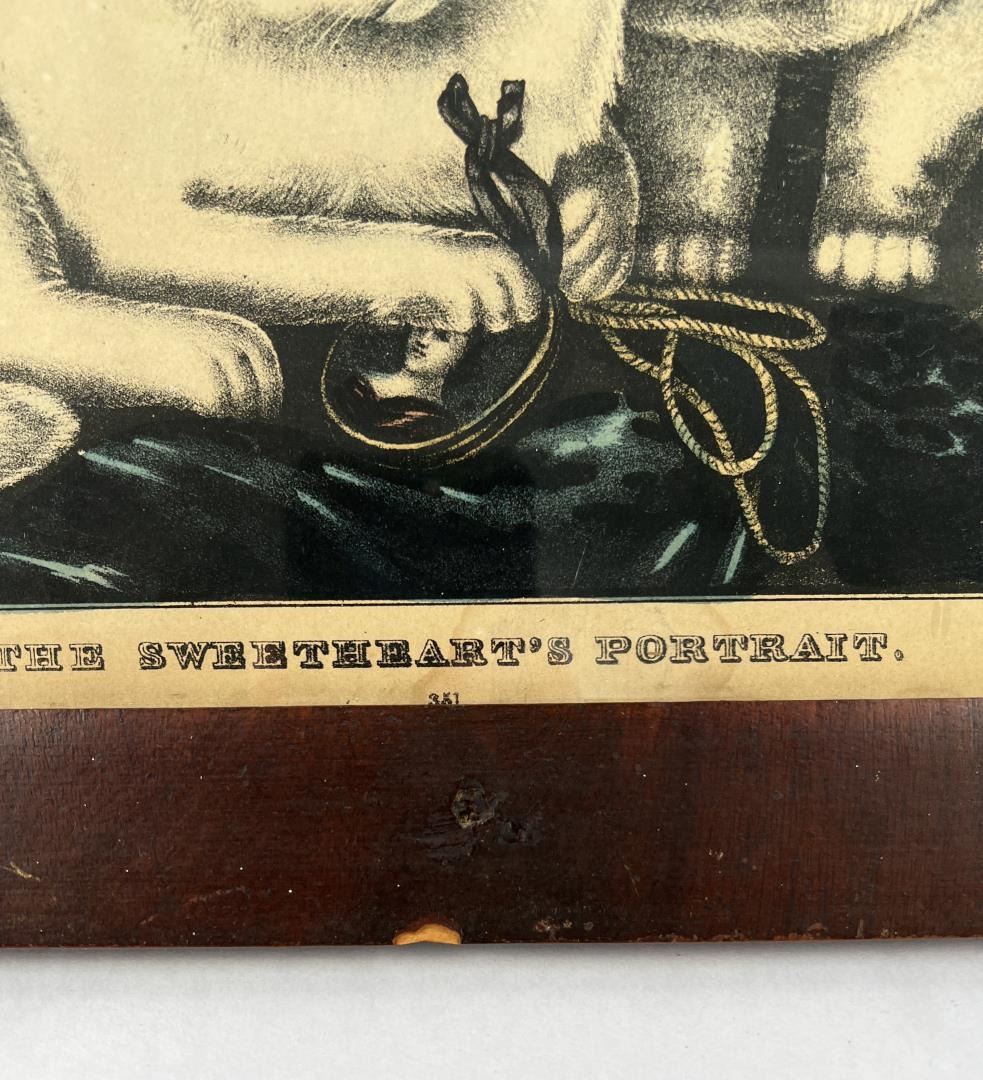 THE SWEETHEART'S PORTRAIT.
351